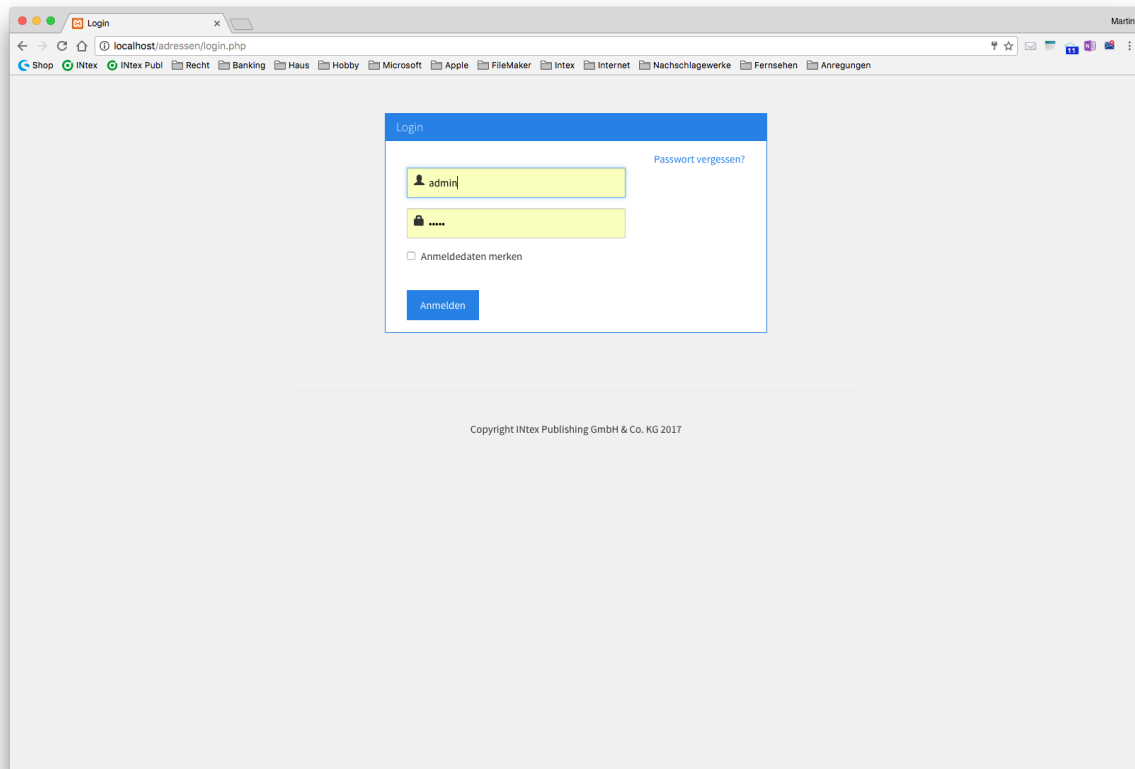 Login
Martin
localhost/adressen/login.php
11
N
Shop INtex INtex Publ Recht Banking Haus Hobby Microsoft Apple FileMaker Intex Internet Nachschlagewerke Fernsehen Anregungen
Login
Passwort vergessen?
admin
•••••
Anmeldedaten merken
Anmelden
Copyright INtex Publishing GmbH & Co. KG 2017